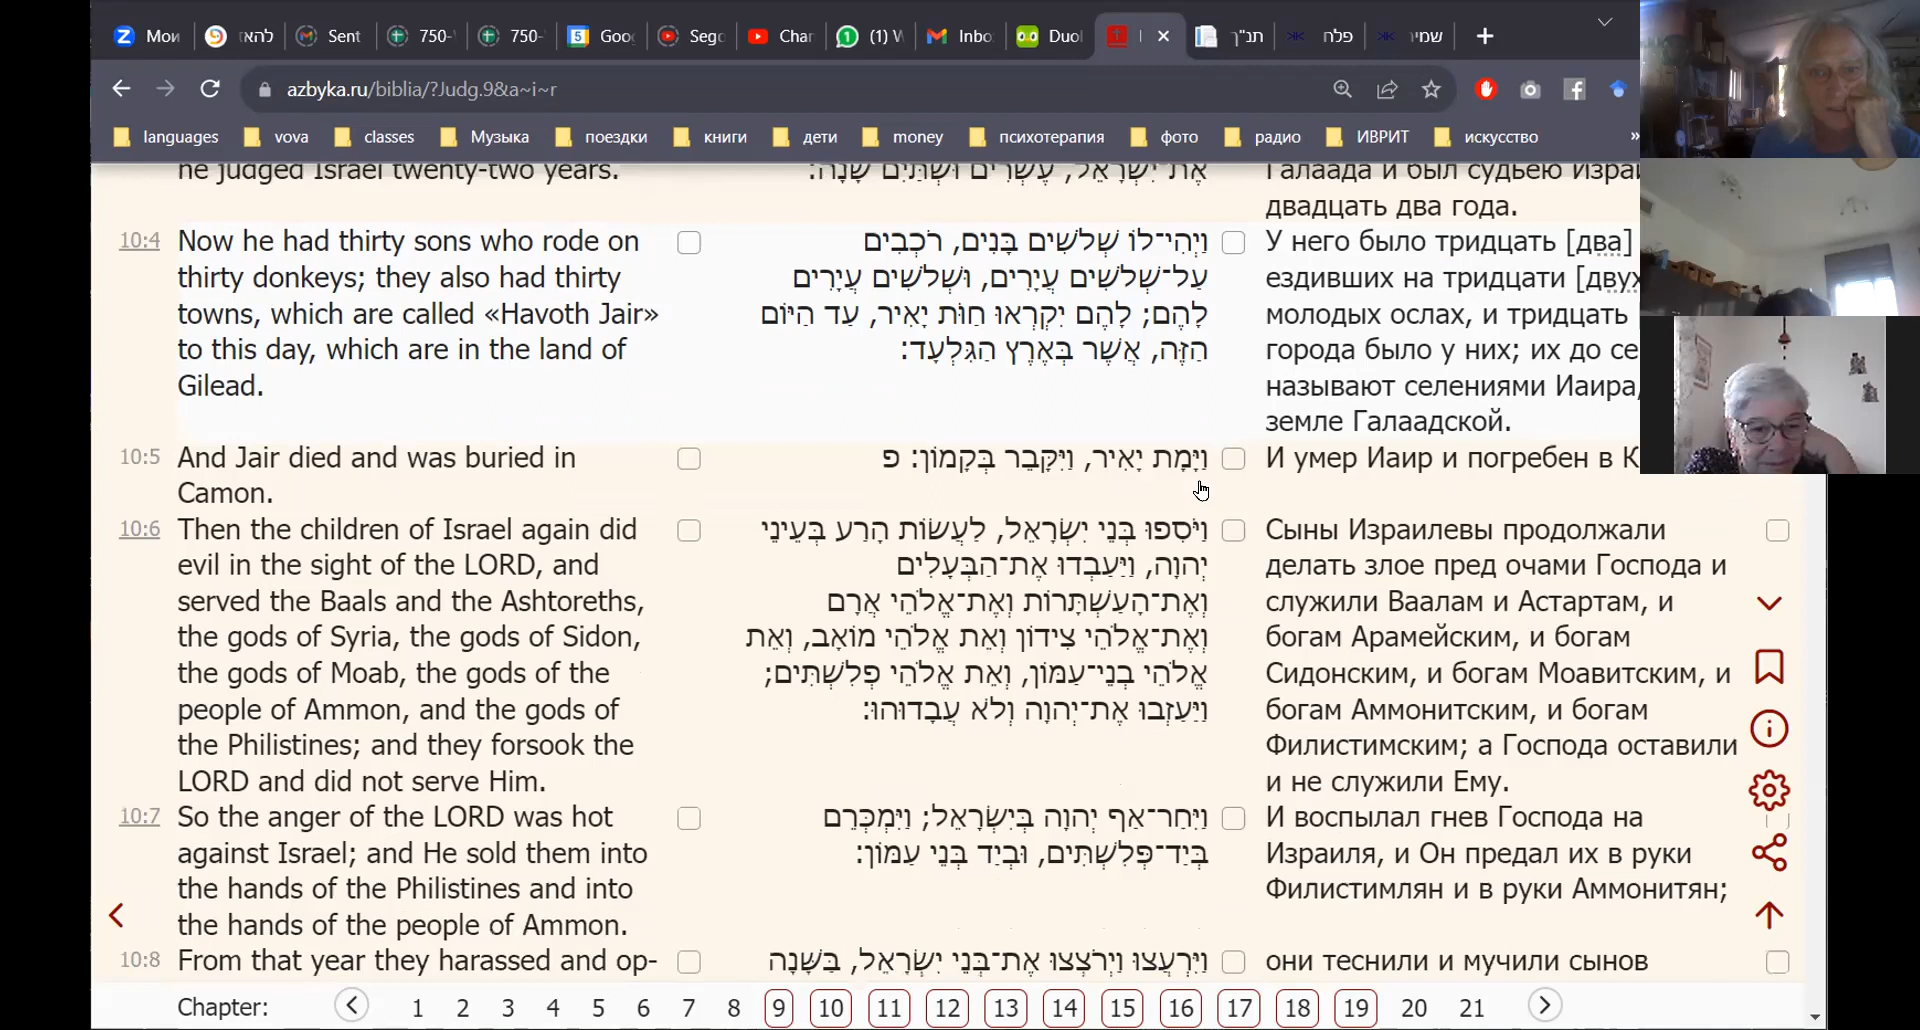 Мои
להאז
Sent
750-
750-
Goo
Sego
Char
(1) W
Inbo
Duol
תנ"ך
פלח
שמיר
azbyka.ru/biblia/?Judg.9&a~i~r
languages
vova
classes
Музыка
поездки
книги
дети
money
психотерапия
фото
радио
ИВРИТ
искусство
»
he judged Israel twenty-two years.
אֶת־יִשְׂרָאֵל, עֶשְׂרִים וּשְׁתַּיִם שָׁנָה:
Галаада и был судьею Израи
двадцать два года.
10:4
Now he had thirty sons who rode on
thirty donkeys; they also had thirty
towns, which are called «Havoth Jair»
to this day, which are in the land of
Gilead.
וַיְהִי־לוֹ שְׁלֹשִׁים בָּנִים, רֹכְבִים
עַל־שְׁלֹשִׁים עֲיָרִים, וּשְׁלֹשִׁים עֲיָרִים
לָהֶם; לָהֶם יִקְרְאוּ חַוֺּת יָאִיר, עַד הַיּוֹם
הַזֶּה, אֲשֶׁר בְּאֶרֶץ הַגִּלְעָד:
У него было тридцать [два]
ездивших на тридцати [двух
молодых ослах, и тридцать
города было у них; их до се
называют селениями Иаира,
земле Галаадской.
10:5
And Jair died and was buried in
Camon.
וַיָּמָת יָאִיר, וַיִּקָּבֵר בְּקָמוֹן: פ
И умер Иаир и погребен в К
10:6
Then the children of Israel again did
evil in the sight of the LORD, and
served the Baals and the Ashtoreths,
the gods of Syria, the gods of Sidon,
the gods of Moab, the gods of the
people of Ammon, and the gods of
the Philistines; and they forsook the
LORD and did not serve Him.
וַיֹּסִפוּ בְּנֵי יִשְׂרָאֵל, לַעֲשׂוֹת הָרַע בְּעֵינֵי
יְהוָה, וַיַּעַבְדוּ אֶת־הַבְּעָלִים
וְאֶת־הָעַשְׁתָּרוֹת וְאֶת־אֱלֹהֵי אֲרָם
וְאֶת־אֱלֹהֵי צִידוֹן וְאֵת אֱלֹהֵי מוֹאָב, וְאֵת
אֱלֹהֵי בְנֵי־עַמּוֹן, וְאֵת אֱלֹהֵי פְלִשְׁתִּים;
וַיַּעַזְבוּ אֶת־יְהוָה וְלֹא עֲבָדוּהוּ:
Сыны Израилевы продолжали
делать злое пред очами Господа и
служили Ваалам и Астартам, и
богам Арамейским, и богам
Сидонским, и богам Моавитским, и
богам Аммонитским, и богам
Филистимским; а Господа оставили
и не служили Ему.
10:7
So the anger of the LORD was hot
against Israel; and He sold them into
the hands of the Philistines and into
the hands of the people of Ammon.
וַיִּחַר־אַף יְהוָה בְּיִשְׂרָאֵל; וַיִּמְכְּרֵם
בְּיַד־פְּלִשְׁתִּים, וּבְיַד בְּנֵי עַמּוֹן:
И воспылал гнев Господа на
Израиля, и Он предал их в руки
Филистимлян и в руки Аммонитян;
10:8
From that year they harassed and op-
וַיִּרְעֲצוּ וַיְרֹצְצוּ אֶת־בְּנֵי יִשְׂרָאֵל, בַּשָּׁנָה
они теснили и мучили сынов
Chapter: 1 2 3 4 5 6 7 8 9 10 11 12 13 14 15 16 17 18 19 20 21